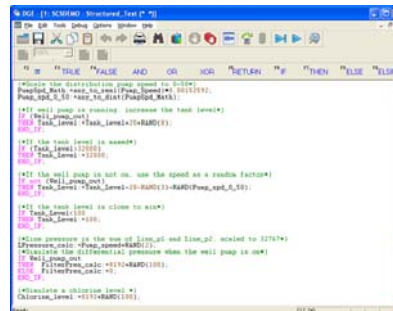 DGE - [1: SCSDEMO - Structured_Text (* *)]
File Edit Tools Debug Options Window Help
TRUE FALSE AND OR XOR RETURN IF THEN ELSE ELSIF
(*Scale the distribution pump speed to 0-50*)
PumpSpd_Math :=any_to_real(Pump_Speed)*0.00152592;
Pump_spd_0_50 :=any_to_dint(PumpSpd_Math);
(*If well pump is running increase the tank level*)
IF (Well_Pump_out)
THEN Tank_level :=Tank_level+20+RAND(8);
END_IF;
(*If the tank level is maxed*)
IF (Tank_level>32000)
THEN Tank_level :=32000;
END_IF;
(*If the well pump is not on, use the speed as a random factor*)
IF not (Well_pump_out)
THEN Tank_Level :=Tank_Level-20-RAND(3)-RAND(Pump_spd_0_50);
END_IF;
(*If tank level is close to min*)
IF Tank_Level<100
THEN Tank_Level :=100;
END_IF;
(*Line pressure is the sum of Line_p1 and Line_p2, scaled to 32767*)
LPressure_calc :=Pump_speed+RAND(2);
(*Simulate the differential pressure when the well pump is on*)
IF Well_pump_out
THEN FilterPres_calc :=8192+RAND(100);
ELSE FilterPres_calc :=0;
END_IF;
(*Simulate a chlorine level *)
Chlorine_level :=8192+RAND(100);
Ready